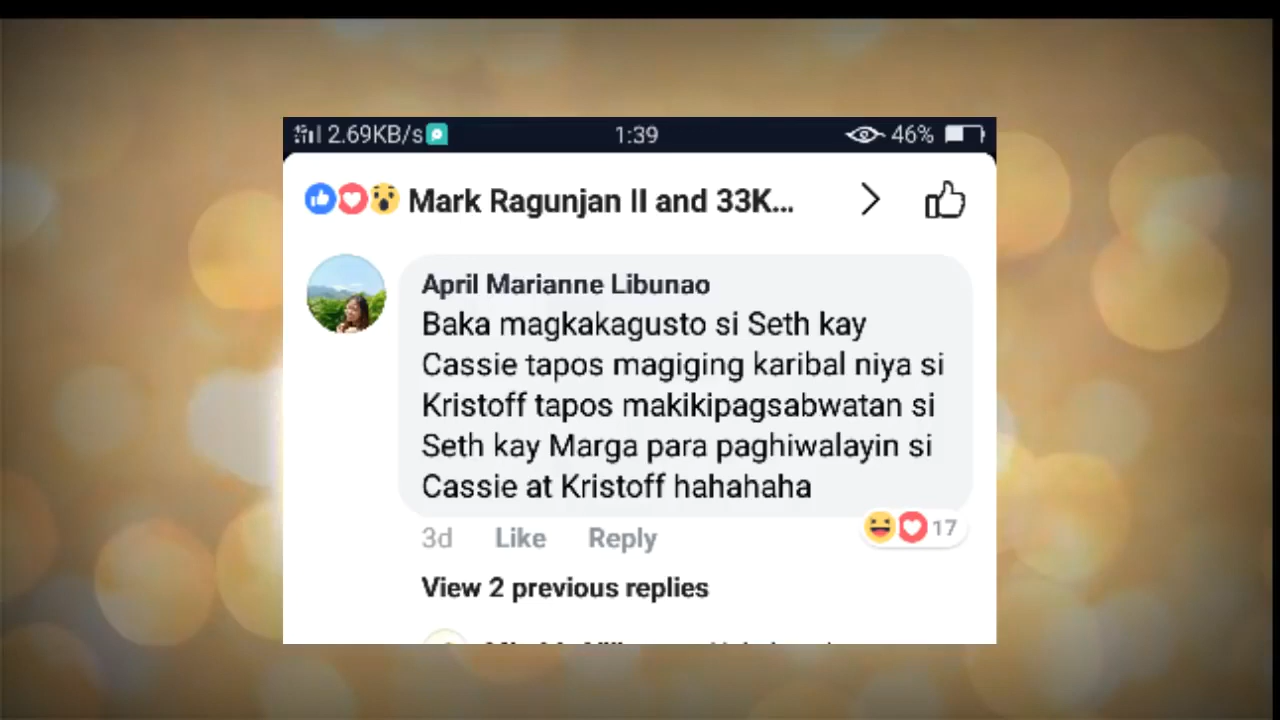 2.69KB/s 1:39 46%
Mark Ragunjan II and 33K...
April Marianne Libunao
Baka magkakagusto si Seth kay
Cassie tapos magiging karibal niya si
Kristoff tapos makikipagsabwatan si
Seth kay Marga para paghiwalayin si
Cassie at Kristoff hahahaha
3d Like Reply 17
View 2 previous replies